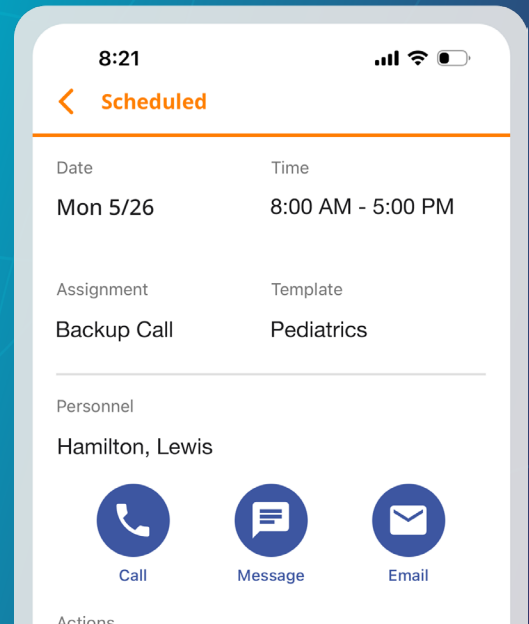 8:21
Scheduled
Date Time
Mon 5/26 8:00 AM - 5:00 PM
Assignment Template
Backup Call Pediatrics
Personnel
Hamilton, Lewis
Call Message Email
Actions